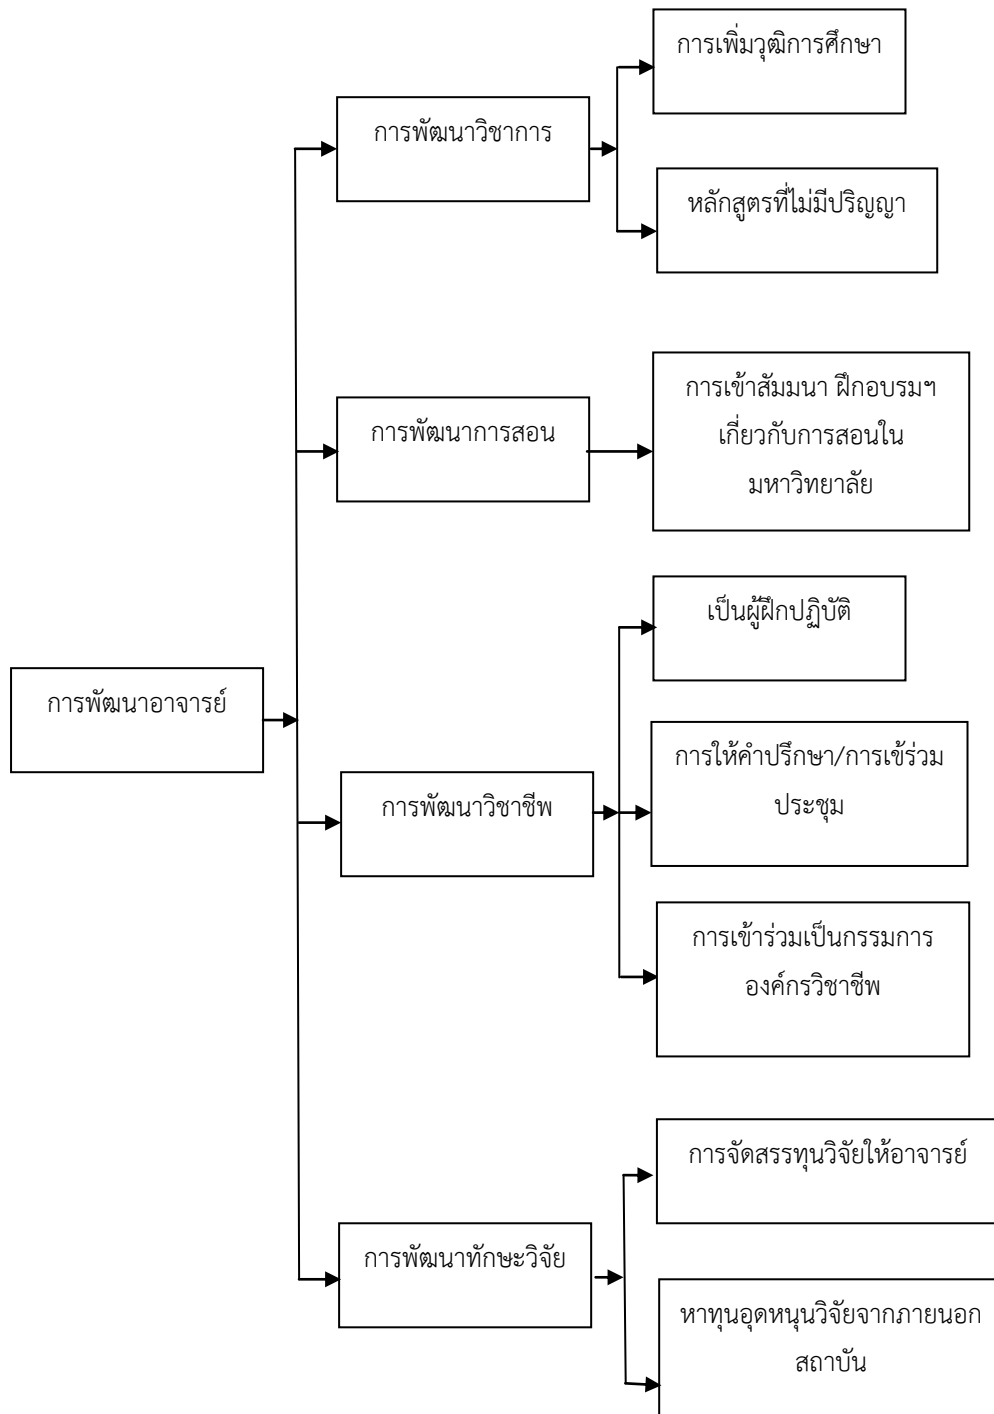 การเพิ่มวุฒิการศึกษา
การพัฒนาวิชาการ
หลักสูตรที่ไม่มีปริญญา
การเข้าสัมมนา ฝึกอบรมฯ
เกี่ยวกับการสอนใน
มหาวิทยาลัย
การพัฒนาการสอน
เป็นผู้ฝึกปฏิบัติ
การพัฒนาอาจารย์
การให้คำปรึกษา/การเข้ร่วม
ประชุม
การพัฒนาวิชาชีพ
การเข้าร่วมเป็นกรรมการ
องค์กรวิชาชีพ
การจัดสรรทุนวิจัยให้อาจารย์
การพัฒนาทักษะวิจัย
หาทุนอุดหนุนวิจัยจากภายนอก
สถาบัน